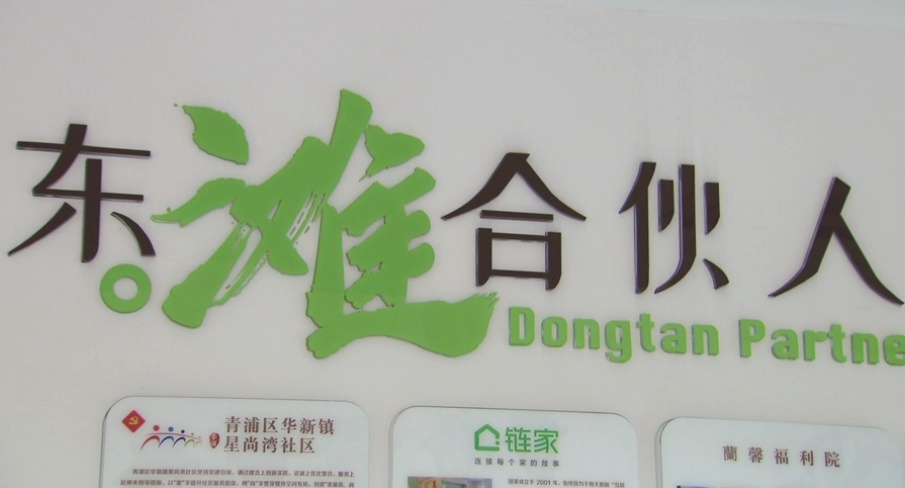 东滩合伙人
Dongtan Partne
青浦区华新镇
星尚湾社区
链家
连接每个家的故事
蘭馨福利院